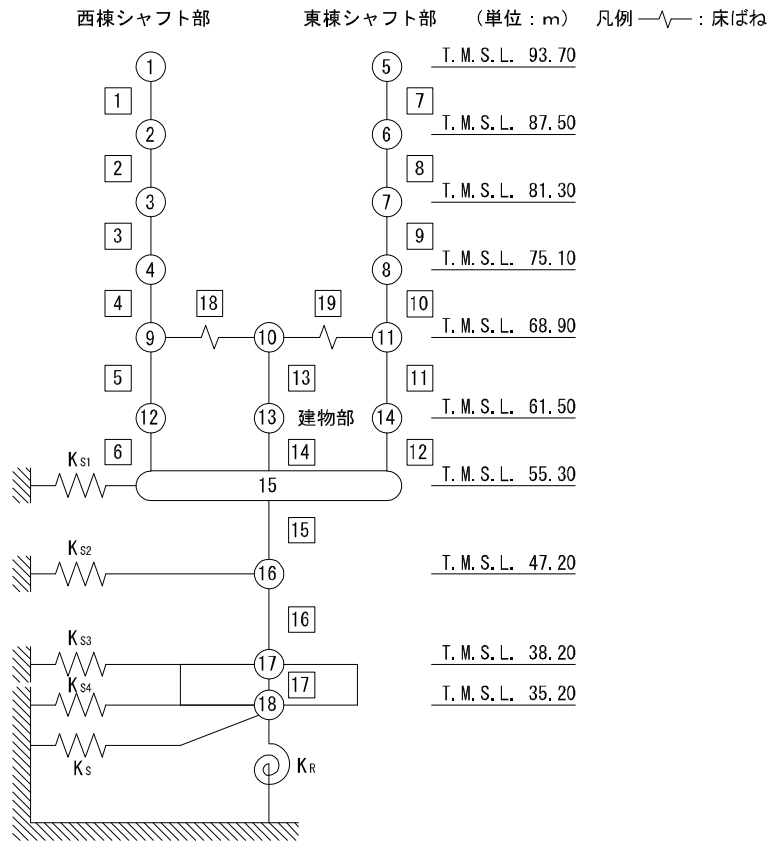 西棟シャフト部 東棟シャフト部 (単位：m) 凡例 ：床ばね
1 5 T.M.S.L. 93.70
1 7
2 6 T.M.S.L. 87.50
2 8
3 7 T.M.S.L. 81.30
3 9
4 8 T.M.S.L. 75.10
4 18 19 10
9 10 11 T.M.S.L. 68.90
5 13 11
12 13 建物部 14 T.M.S.L. 61.50
6 14 12
KS1 15 T.M.S.L. 55.30
15
KS2 16 T.M.S.L. 47.20
16
KS3 17 T.M.S.L. 38.20
17
KS4 18 T.M.S.L. 35.20
KS
KR